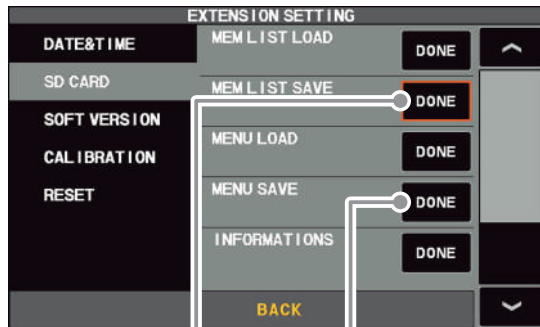 EXTENSION SETTING
DATE&TIME
SD CARD
SOFT VERSION
CALIBRATION
RESET
MEM LIST LOAD DONE
MEM LIST SAVE DONE
MENU LOAD DONE
MENU SAVE DONE
INFORMATIONS DONE
BACK